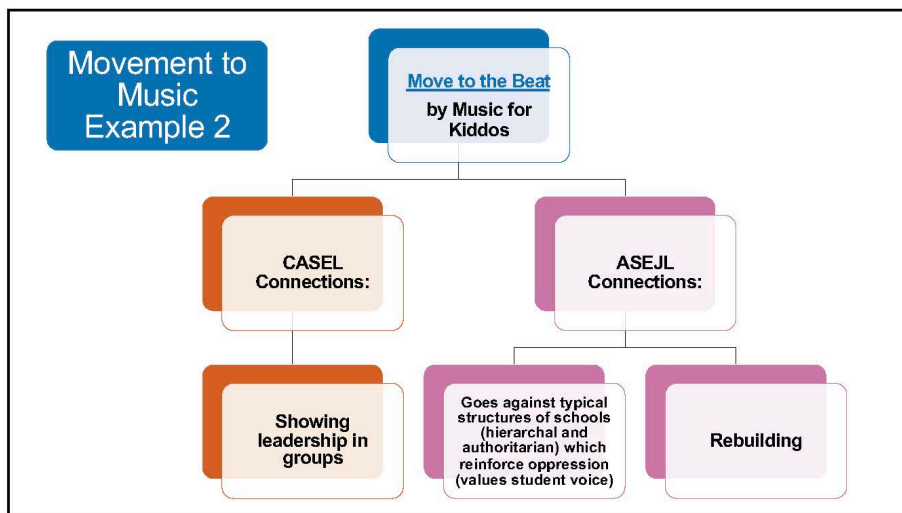 Movement to
Music
Example 2
Move to the Beat
by Music for
Kiddos
CASEL
Connections:
ASEJL
Connections:
Showing
leadership in
groups
Goes against typical
structures of schools
(hierarchal and
authoritarian) which
reinforce oppression
(values student voice)
Rebuilding